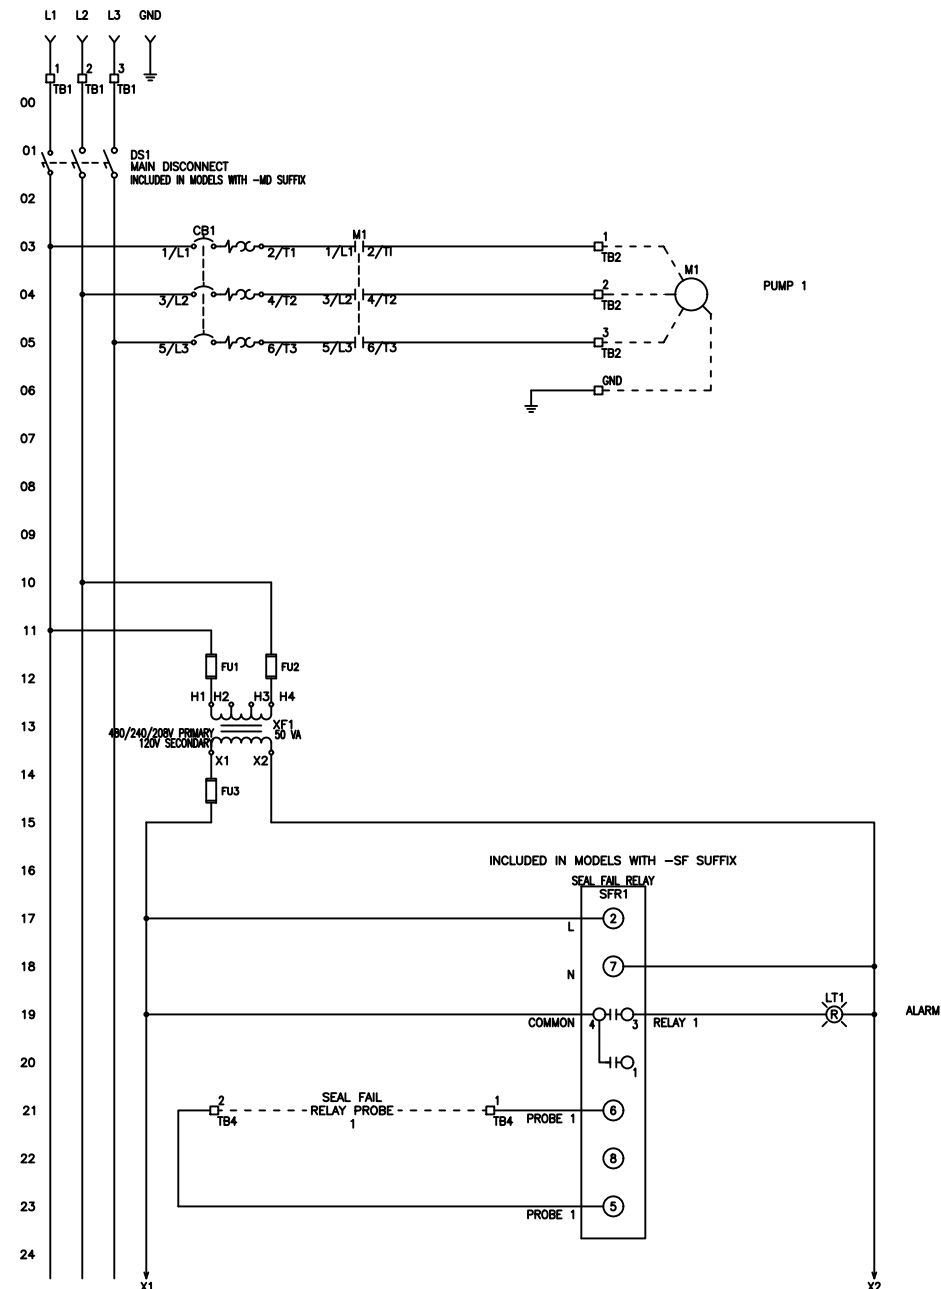 L1 L2 L3 GND
1 2 3
TB1 TB1 TB1
00
01
DS1
MAIN DISCONNECT
INCLUDED IN MODELS WITH -MD SUFFIX
02
CB1 M1
03 1/L1 2/T1 1/L1 2/TI 1
TB2
M1
04 3/L2 4/T2 3/L2 4/T2 2
TB2
PUMP 1
05 5/L3 6/T3 5/L3 6/T3 3
TB2
06 GND
07
08
09
10
11
FU1 FU2
12
H1 H2 H3 H4
13
480/240/208V PRIMARY
120V SECONDARY
XF1
50 VA
X1 X2
14
FU3
15
16 INCLUDED IN MODELS WITH -SF SUFFIX
SEAL FAIL RELAY
SFR1
17 L 2
18 N 7
LT1
19 COMMON 4 3 RELAY 1 R ALARM
20 1
21 2
TB4
SEAL FAIL
RELAY PROBE
1
1
TB4
PROBE 1 6
22 8
23 PROBE 1 5
24
X1 X2